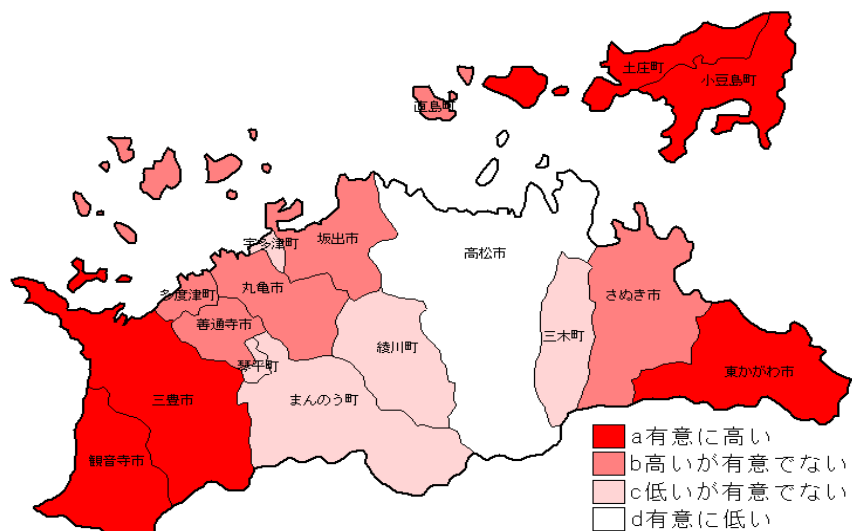 土庄町
小豆島町
直島町
宇多津町
坂出市
高松市
多度津町
丸亀市
さぬき市
善通寺市
三木町
綾川町
琴平町
東かがわ市
三豊市
まんのう町
観音寺市
a有意に高い
b高いが有意でない
c低いが有意でない
d有意に低い